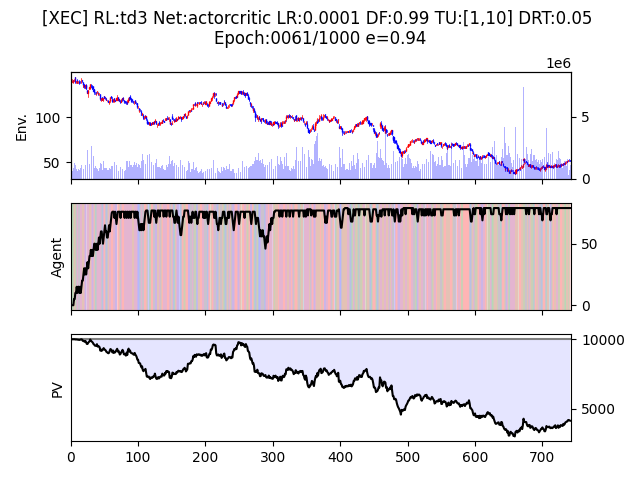 [XEC] RL:td3 Net:actorcritic LR:0.0001 DF:0.99 TU:[1,10] DRT:0.05
Epoch:0061/1000 e=0.94
1e6
Env.
100
50
5
0
Agent
50
0
PV
10000
5000
0 100 200 300 400 500 600 700